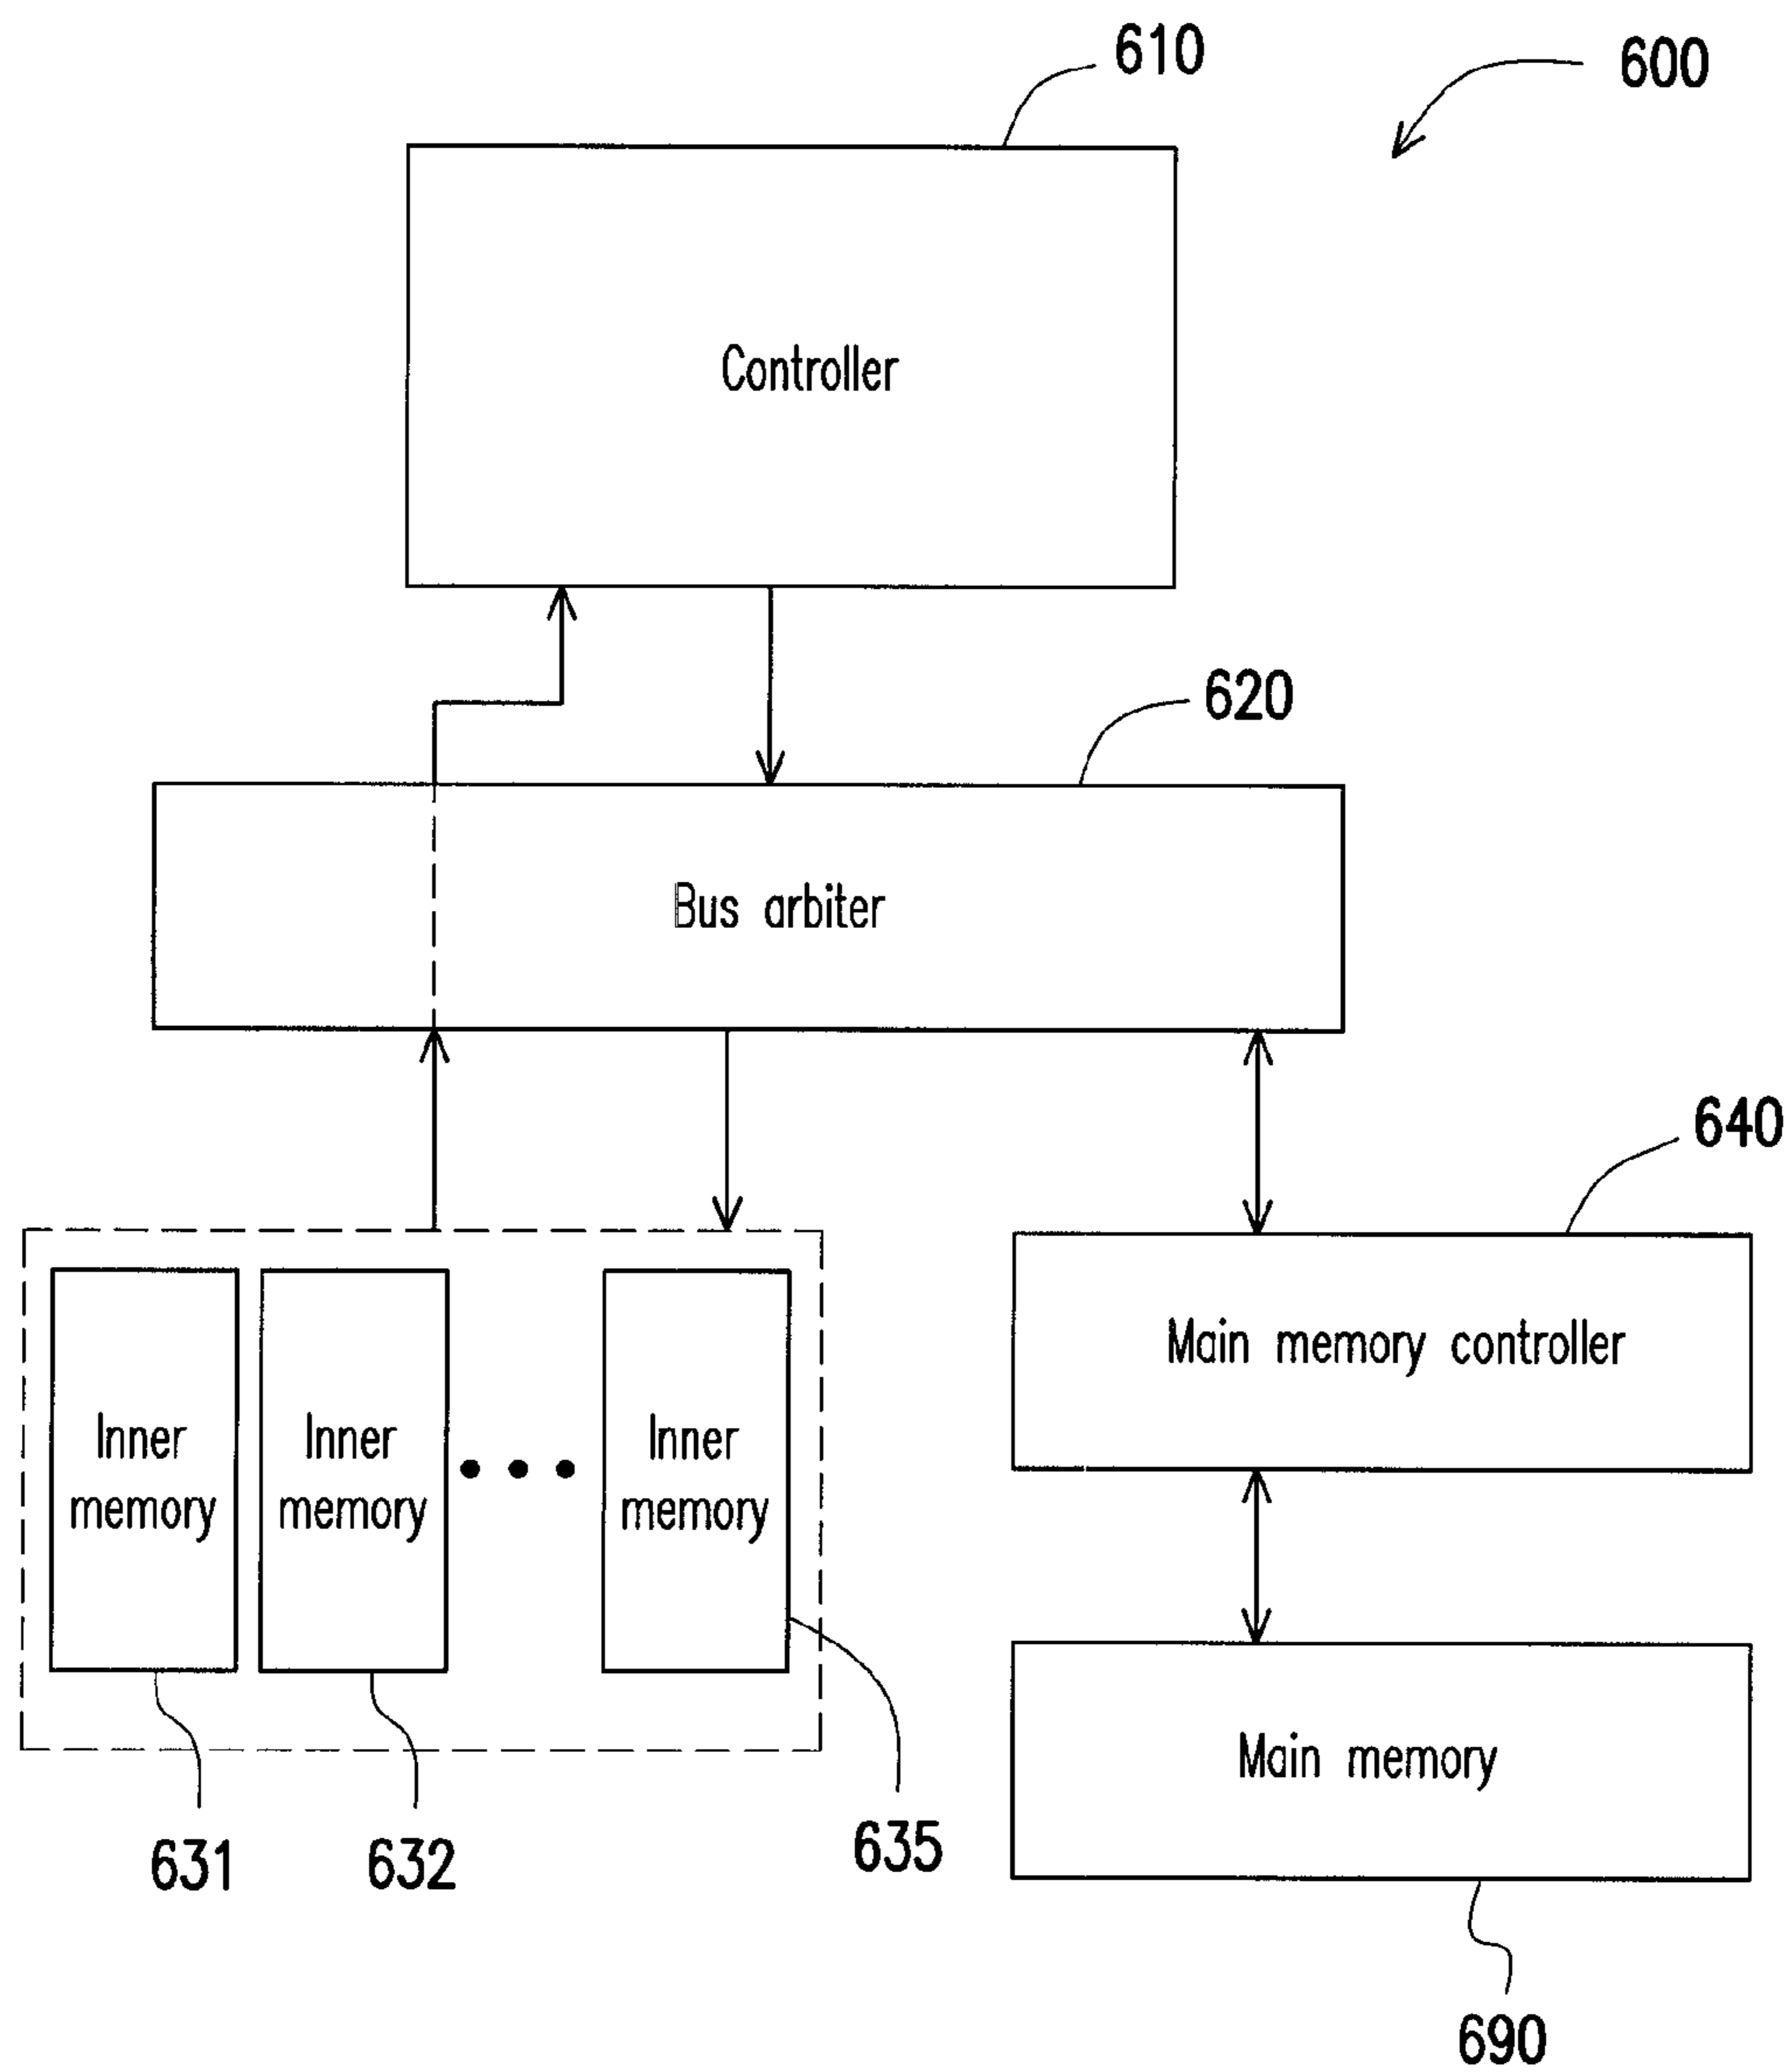 610
600
Controller
620
Bus arbiter
640
Main memory controller
Inner
memory
Inner
memory
Inner
memory
Main memory
631
632
635
690